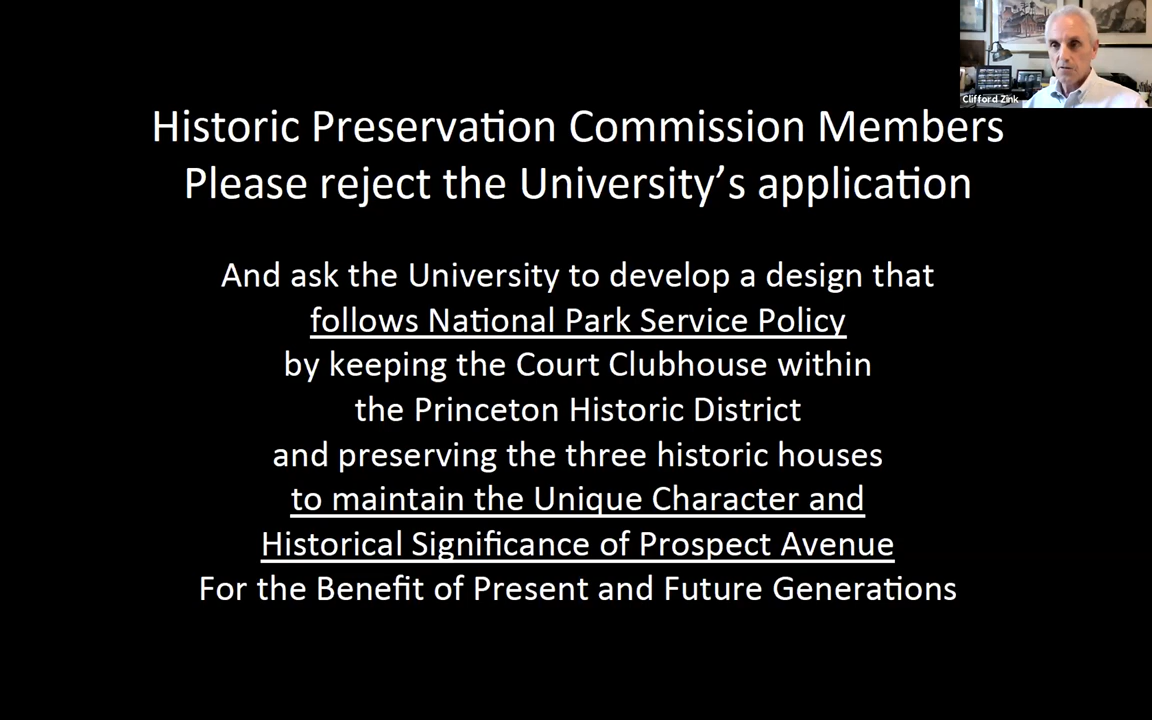 Clifford Zink
Historic Preservation Commission Members
Please reject the University's application
And ask the University to develop a design that
follows National Park Service Policy
by keeping the Court Clubhouse within
the Princeton Historic District
and preserving the three historic houses
to maintain the Unique Character and
Historical Significance of Prospect Avenue
For the Benefit of Present and Future Generations